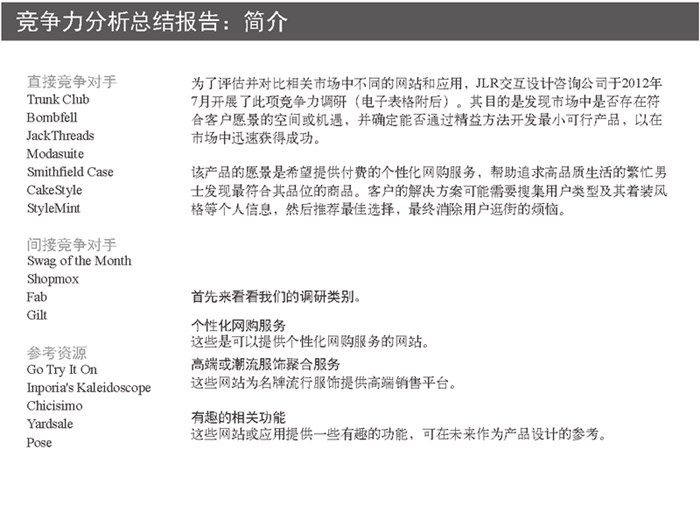 竞争力分析总结报告：简介
直接竞争对手
Trunk Club
Bombfell
JackThreads
Modasuite
Smithfield Case
CakeStyle
StyleMint
间接竞争对手
Swag of the Month
Shopmox
Fab
Gilt
参考资源
Go Try It On
Inporia's Kaleidoscope
Chicisimo
Yardsale
Pose
为了评估并对比相关市场中不同的网站和应用，JLR交互设计咨询公司于2012年
7月开展了此项竞争力调研（电子表格附后）。其目的是发现市场中是否存在符
合客户愿景的空间或机遇，并确定能否通过精益方法开发最小可行产品，以在
市场中迅速获得成功。
该产品的愿景是希望提供付费的个性化网购服务，帮助追求高品质生活的繁忙男
士发现最符合其品位的商品。客户的解决方案可能需要搜集用户类型及其着装风
格等个人信息，然后推荐最佳选择，最终消除用户逛街的烦恼。
首先来看看我们的调研类别。
个性化网购服务
这些是可以提供个性化网购服务的网站。
高端或潮流服饰聚合服务
这些网站为名牌流行服饰提供高端销售平台。
有趣的相关功能
这些网站或应用提供一些有趣的功能，可在未来作为产品设计的参考。